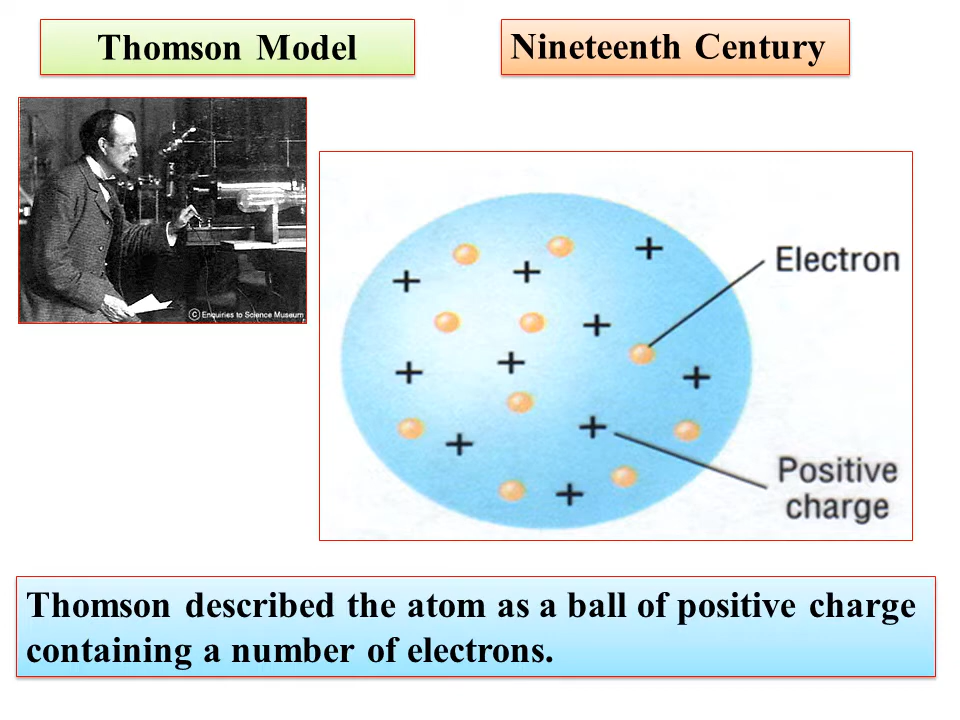 Thomson Model
Nineteenth Century
© Enquiries to Science Museum
Electron
Positive
charge
Thomson described the atom as a ball of positive charge
containing a number of electrons.